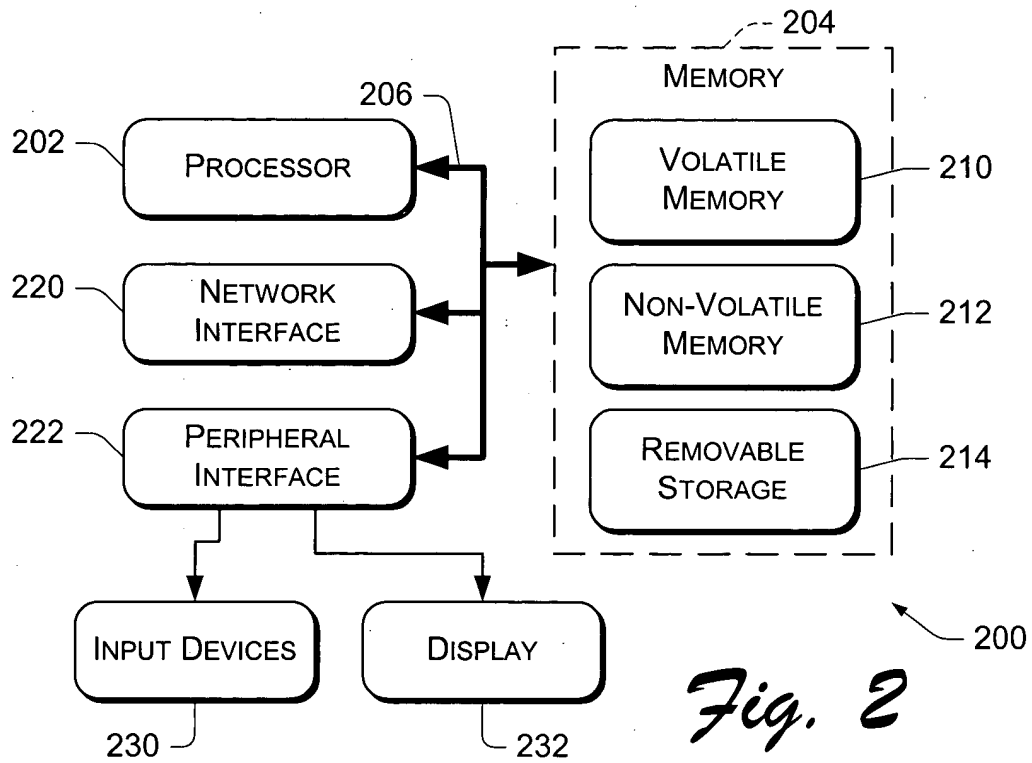 204
MEMORY
206
202
PROCESSOR
VOLATILE
MEMORY
210
220
NETWORK
INTERFACE
NON-VOLATILE
MEMORY
212
222
PERIPHERAL
INTERFACE
REMOVABLE
STORAGE
214
INPUT DEVICES
DISPLAY
200
230
232
Fig. 2